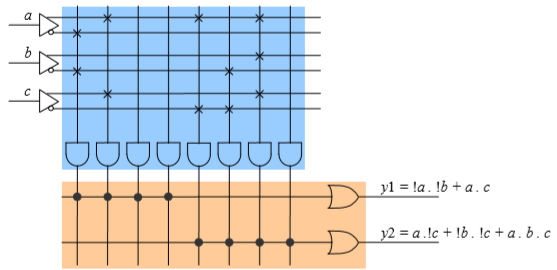 a
b
c
y1 = !a . !b + a . c
y2 = a .!c + !b . !c + a . b . c